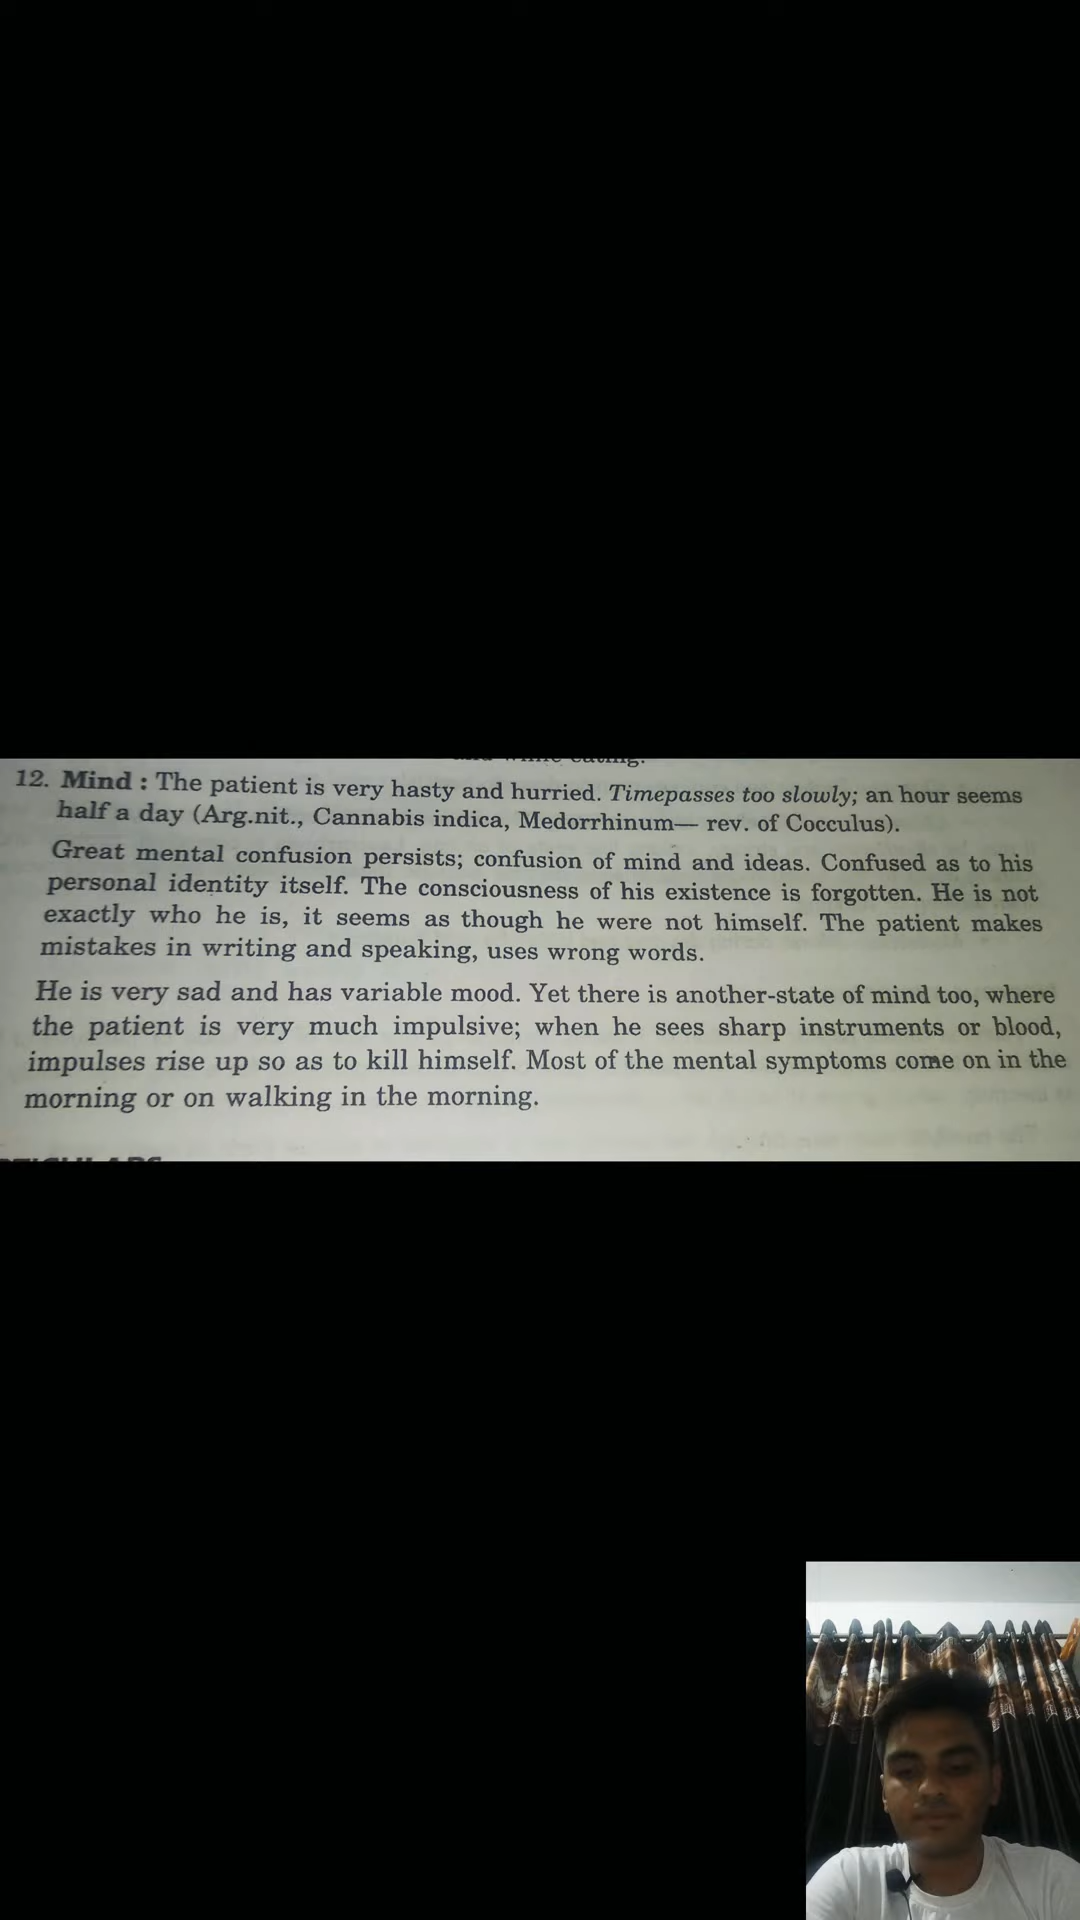 12. Mind : The patient is very hasty and hurried. Timepasses too slowly; an hour seems
half a day (Arg.nit., Cannabis indica, Medorrhinum— rev. of Cocculus).
Great mental confusion persists; confusion of mind and ideas. Confused as to his
personal identity itself. The consciousness of his existence is forgotten. He is not
exactly who he is, it seems as though he were not himself. The patient makes
mistakes in writing and speaking, uses wrong words.
He is very sad and has variable mood. Yet there is another-state of mind too, where
the patient is very much impulsive; when he sees sharp instruments or blood,
impulses rise up so as to kill himself. Most of the mental symptoms come on in the
morning or on walking in the morning.